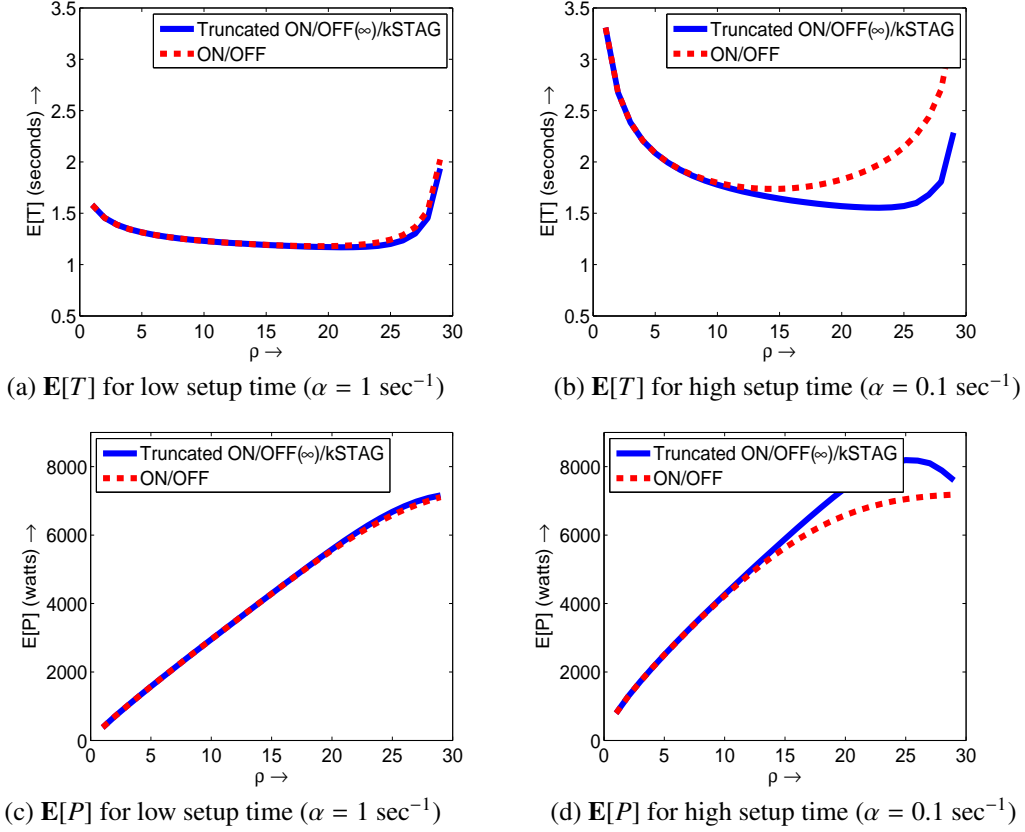 3.5
3
2.5
2
1.5
1
0.5
E[T] (seconds) →
Truncated ON/OFF(∞)/kSTAG
ON/OFF
0 5 10 15 20 25 30
ρ →
(a) E[T] for low setup time (α = 1 sec⁻¹)
3.5
3
2.5
2
1.5
1
0.5
E[T] (seconds) →
Truncated ON/OFF(∞)/kSTAG
ON/OFF
0 5 10 15 20 25 30
ρ →
(b) E[T] for high setup time (α = 0.1 sec⁻¹)
8000
6000
4000
2000
0
E[P] (watts) →
Truncated ON/OFF(∞)/kSTAG
ON/OFF
0 5 10 15 20 25 30
ρ →
(c) E[P] for low setup time (α = 1 sec⁻¹)
8000
6000
4000
2000
0
E[P] (watts) →
Truncated ON/OFF(∞)/kSTAG
ON/OFF
0 5 10 15 20 25 30
ρ →
(d) E[P] for high setup time (α = 0.1 sec⁻¹)